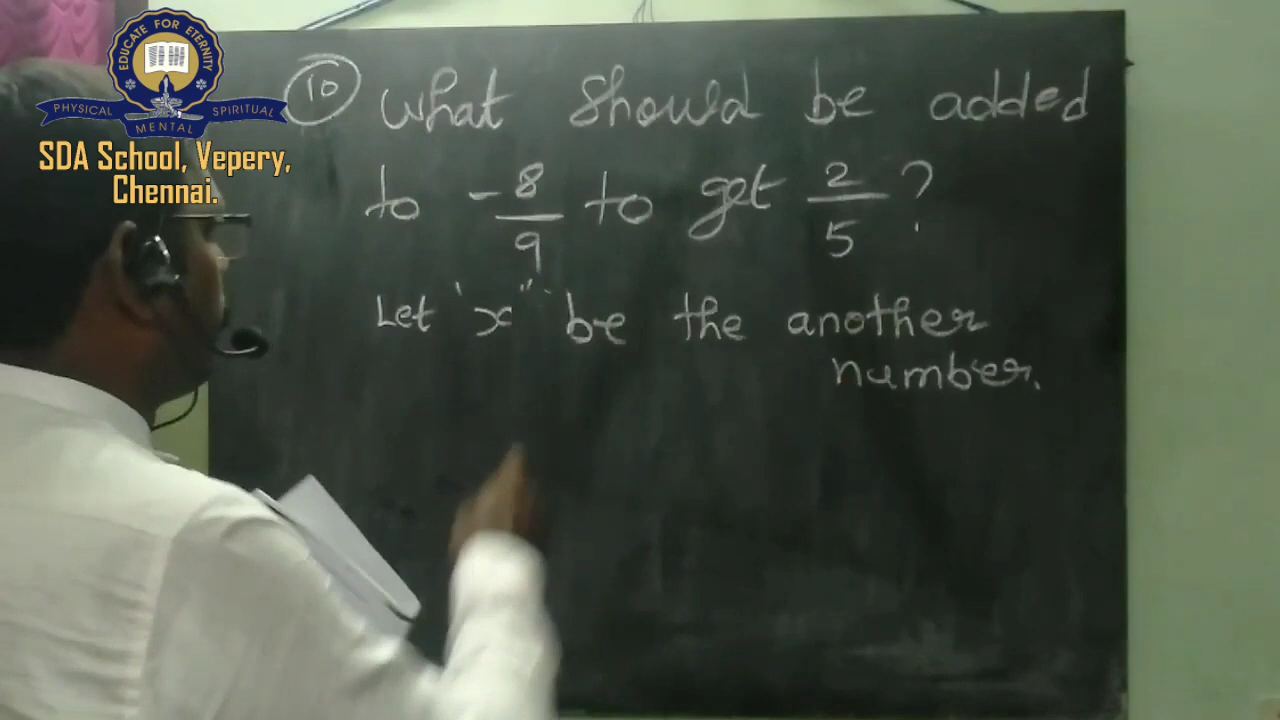 EDUCATE FOR ETERNITY
PHYSICAL MENTAL SPIRITUAL
SDA School, Vepery,
Chennai.
10 What should be added
to -8/9 to get 2/5?
Let 'x" be the another
number.